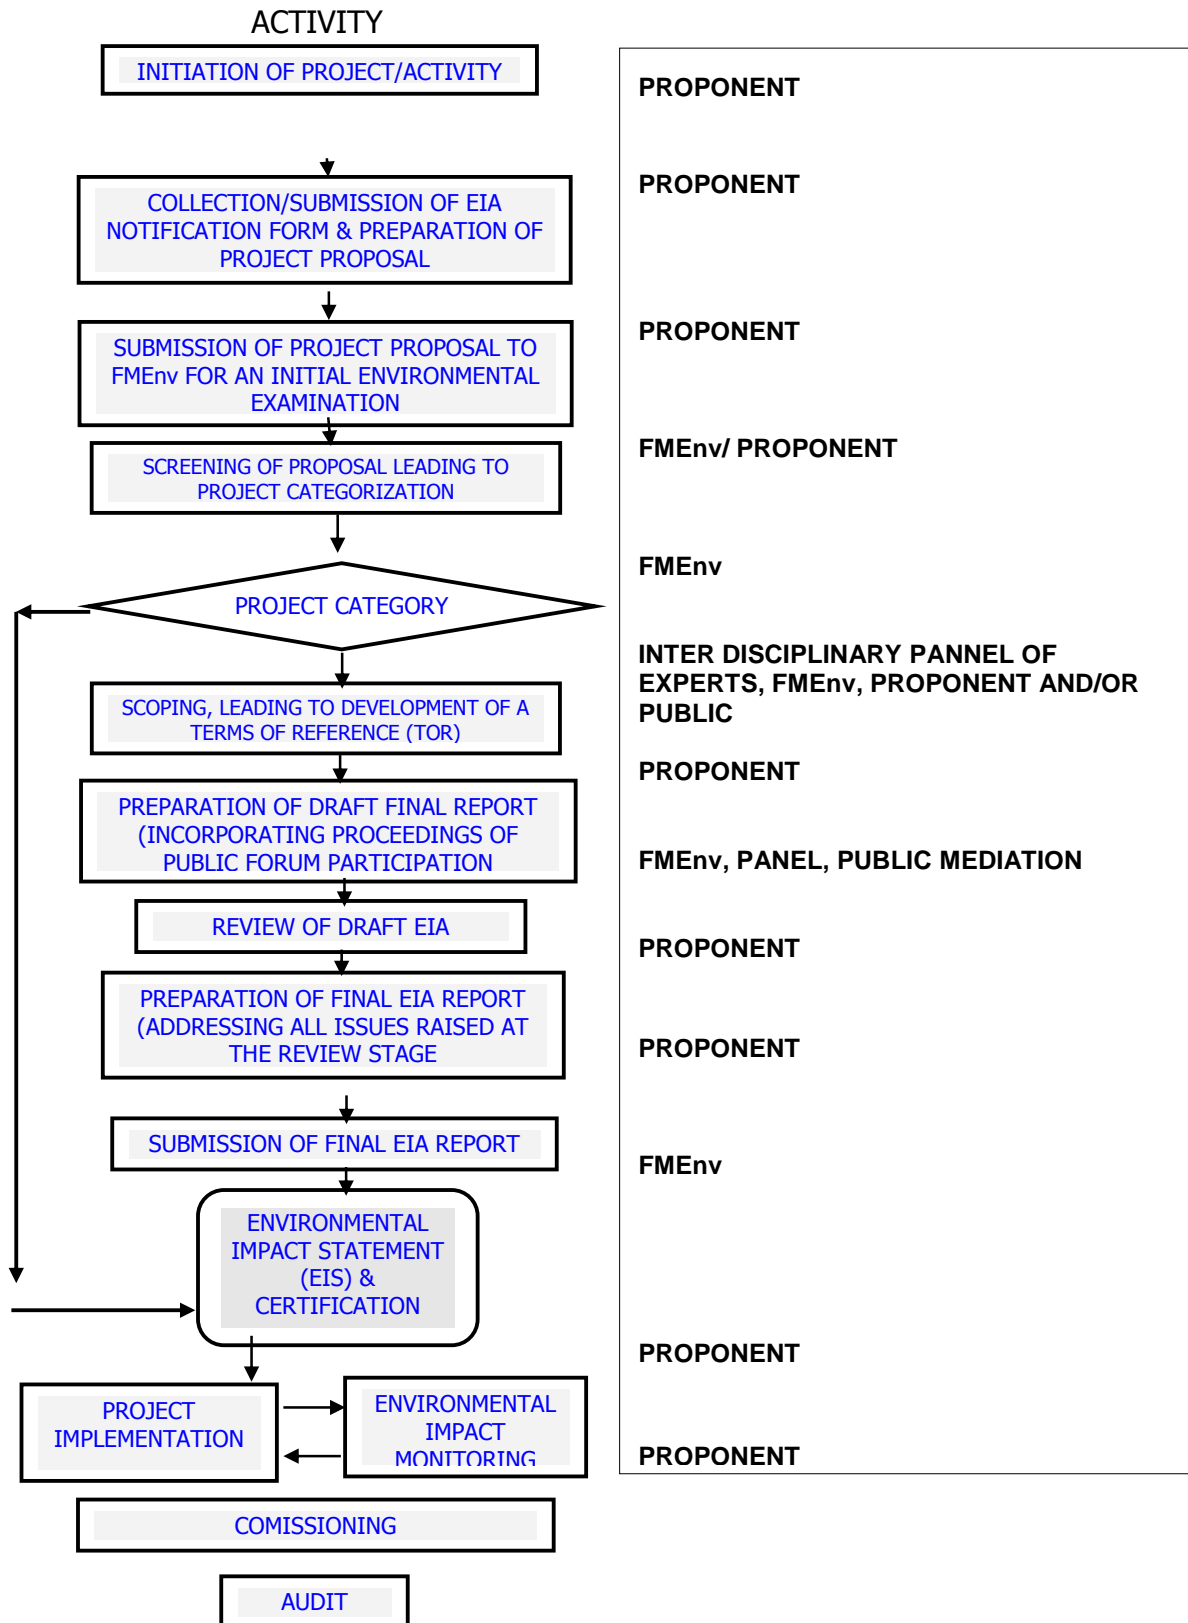 ACTIVITY
INITIATION OF PROJECT/ACTIVITY
PROPONENT
COLLECTION/SUBMISSION OF EIA
NOTIFICATION FORM & PREPARATION OF
PROJECT PROPOSAL
PROPONENT
SUBMISSION OF PROJECT PROPOSAL TO
FMEnv FOR AN INITIAL ENVIRONMENTAL
EXAMINATION
PROPONENT
SCREENING OF PROPOSAL LEADING TO
PROJECT CATEGORIZATION
FMEnv/ PROPONENT
PROJECT CATEGORY
FMEnv
SCOPING, LEADING TO DEVELOPMENT OF A
TERMS OF REFERENCE (TOR)
INTER DISCIPLINARY PANNEL OF
EXPERTS, FMEnv, PROPONENT AND/OR
PUBLIC
PREPARATION OF DRAFT FINAL REPORT
(INCORPORATING PROCEEDINGS OF
PUBLIC FORUM PARTICIPATION
PROPONENT
REVIEW OF DRAFT EIA
FMEnv, PANEL, PUBLIC MEDIATION
PREPARATION OF FINAL EIA REPORT
(ADDRESSING ALL ISSUES RAISED AT
THE REVIEW STAGE
PROPONENT
SUBMISSION OF FINAL EIA REPORT
PROPONENT
ENVIRONMENTAL
IMPACT STATEMENT
(EIS) &
CERTIFICATION
FMEnv
PROJECT
IMPLEMENTATION
PROPONENT
ENVIRONMENTAL
IMPACT
MONITORING
PROPONENT
COMISSIONING
AUDIT